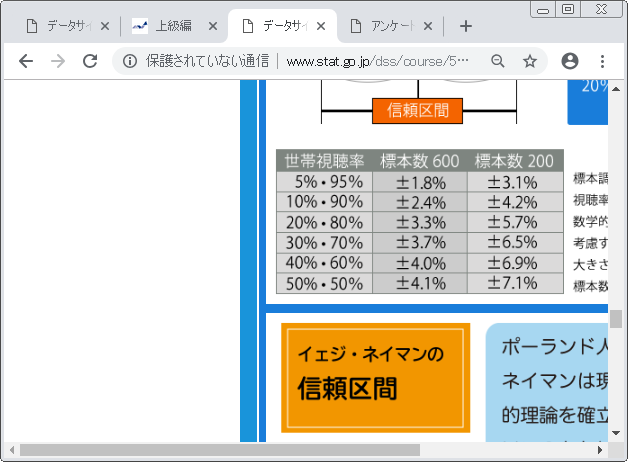 データサイ
上級編
データサイ
アンケート
保護されていない通信
www.stat.go.jp/dss/course/5…
20%
信頼区間
世帯視聴率 標本数 600 標本数 200
5%・95% ±1.8% ±3.1%
10%・90% ±2.4% ±4.2%
20%・80% ±3.3% ±5.7%
30%・70% ±3.7% ±6.5%
40%・60% ±4.0% ±6.9%
50%・50% ±4.1% ±7.1%
標本調
視聴率
数学的
考慮す
大きさ
標本数
イェジ・ネイマンの
信頼区間
ポーランド人
ネイマンは現
的理論を確立